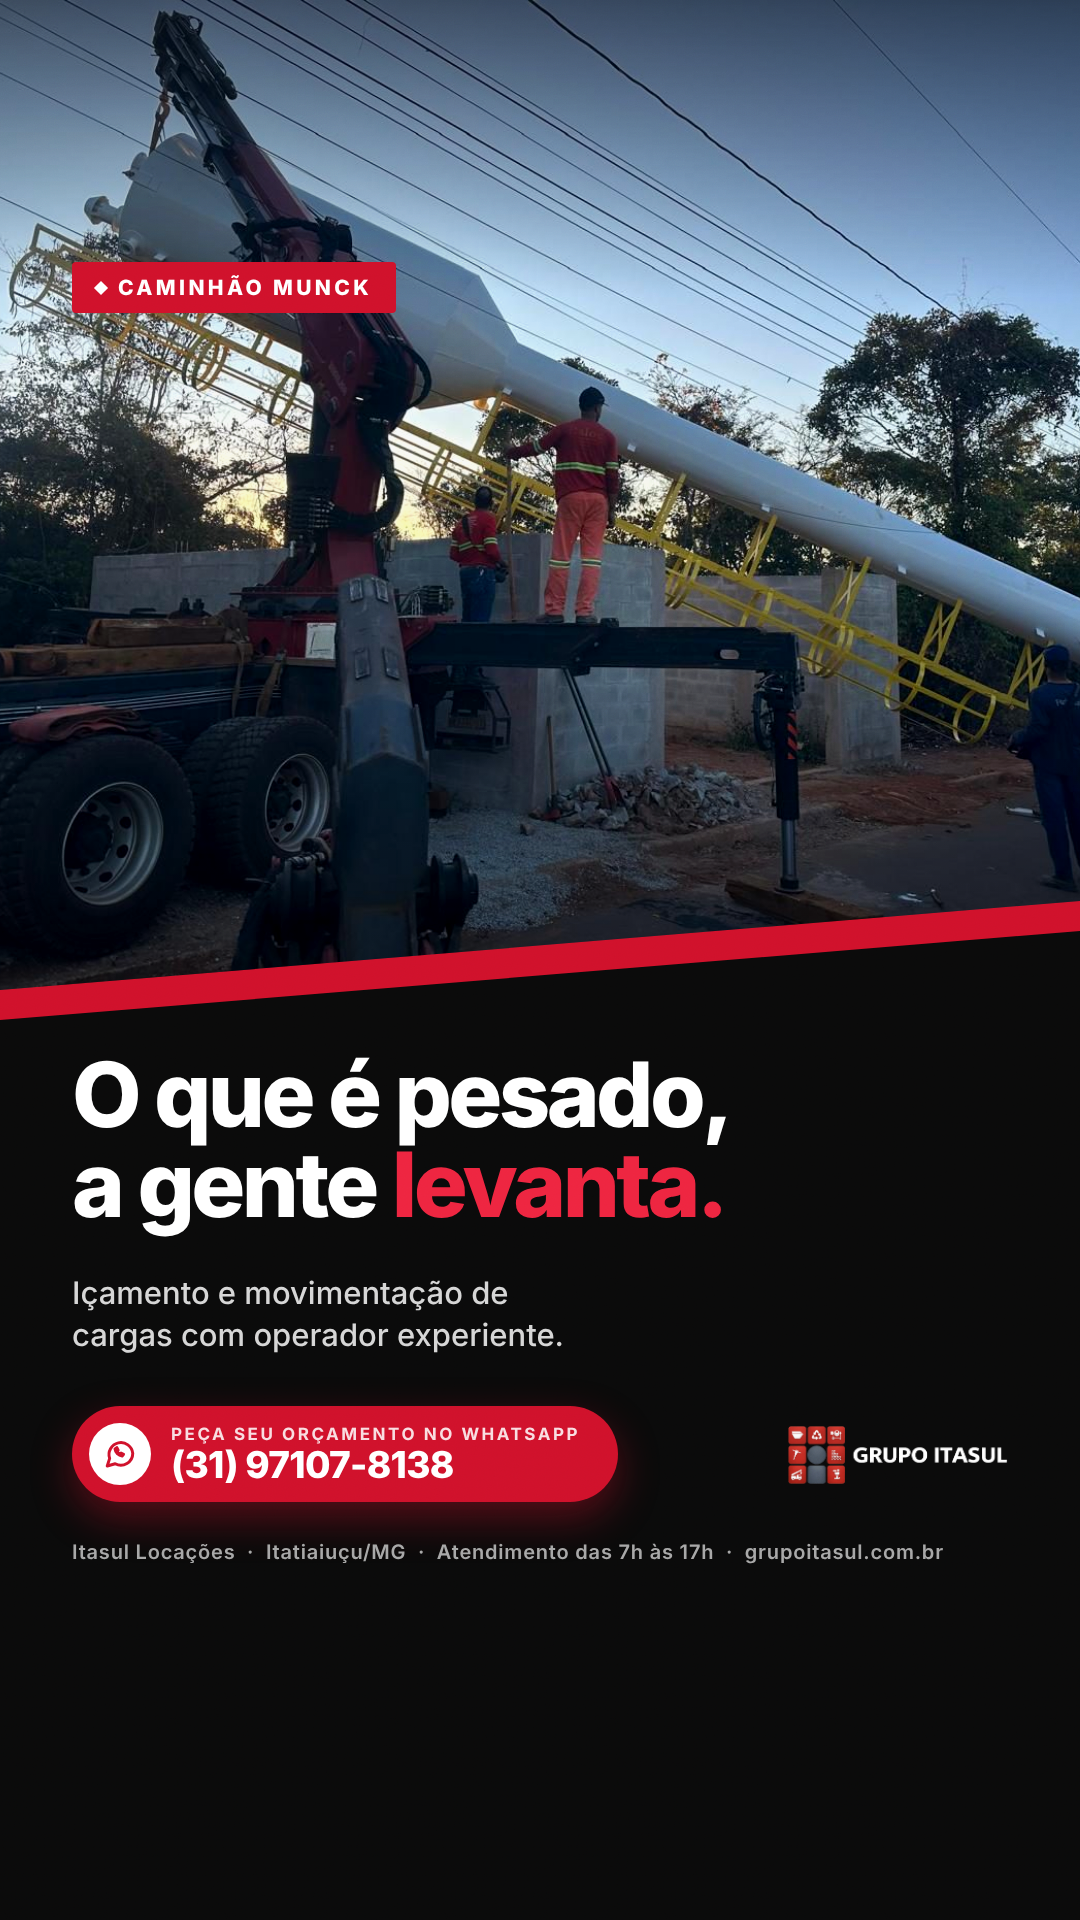 CAMINHÃO MUNCK
O que é pesado,
a gente levanta.
Içamento e movimentação de
cargas com operador experiente.
PEÇA SEU ORÇAMENTO NO WHATSAPP
(31) 97107-8138
GRUPO ITASUL
Itasul Locações · Itatiaiuçu/MG · Atendimento das 7h às 17h · grupoitasul.com.br